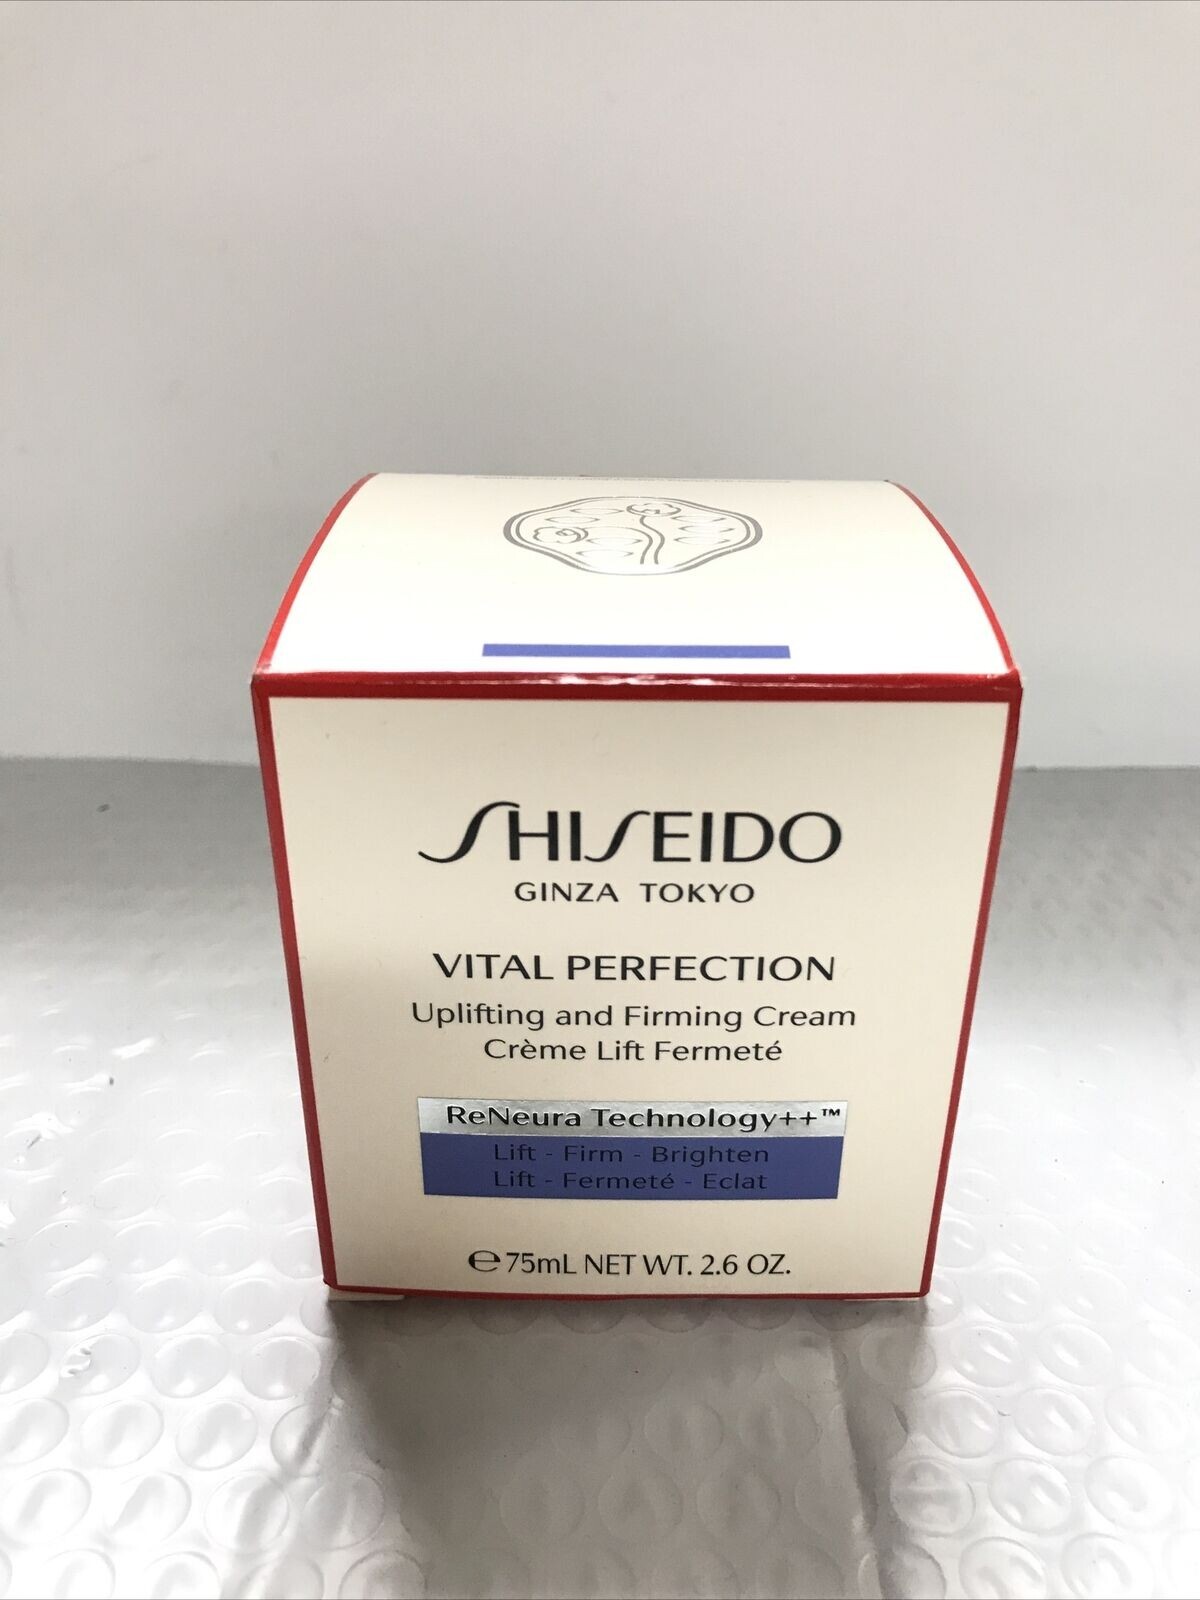 SHISEIDO
GINZA TOKYO
VITAL PERFECTION
Uplifting and Firming Cream
Crème Lift Fermeté
ReNeura Technology++™
Lift - Firm - Brighten
Lift - Fermeté - Eclat
℮75mL NET WT. 2.6 OZ.